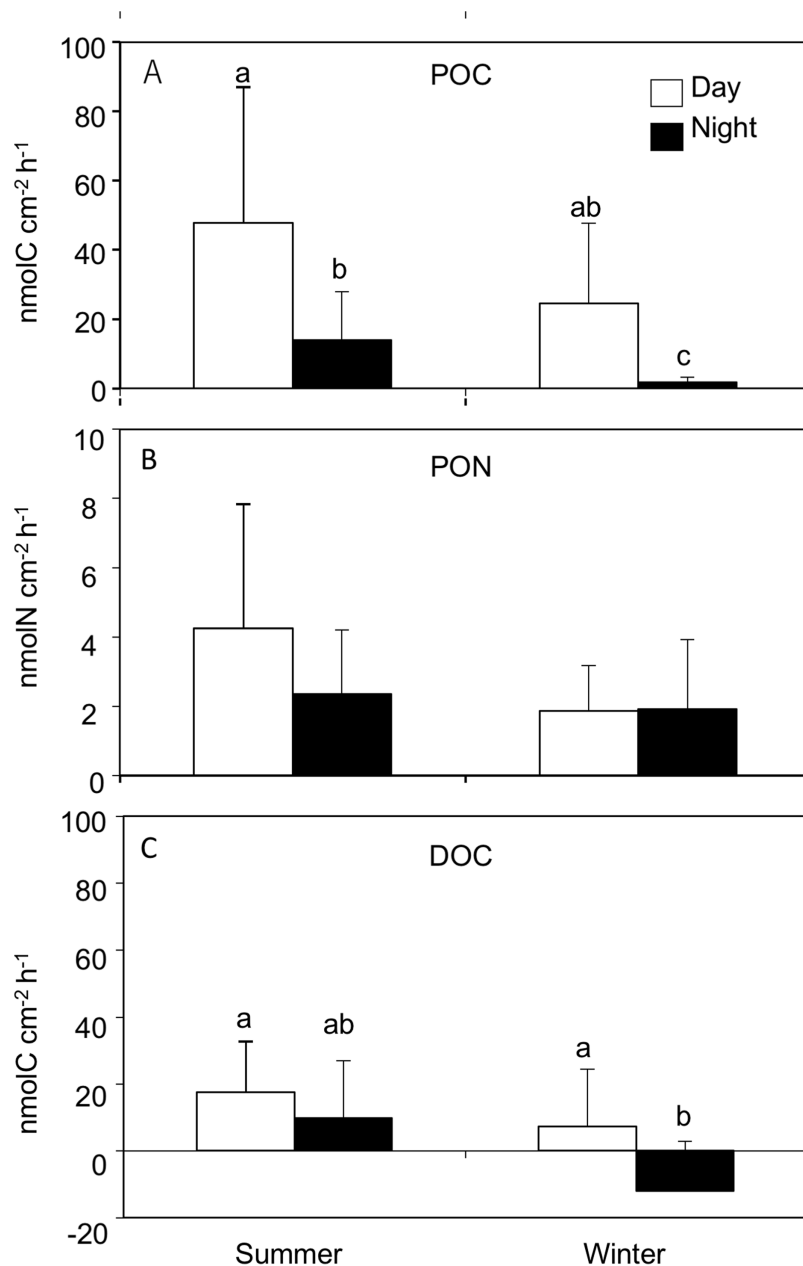 A
POC
Day
Night
100
80
60
40
20
0
nmolC cm-2 h-1
a
b
ab
c
B
PON
10
8
6
4
2
0
nmolN cm-2 h-1
C
DOC
100
80
60
40
20
0
-20
nmolC cm-2 h-1
a
ab
a
b
Summer
Winter